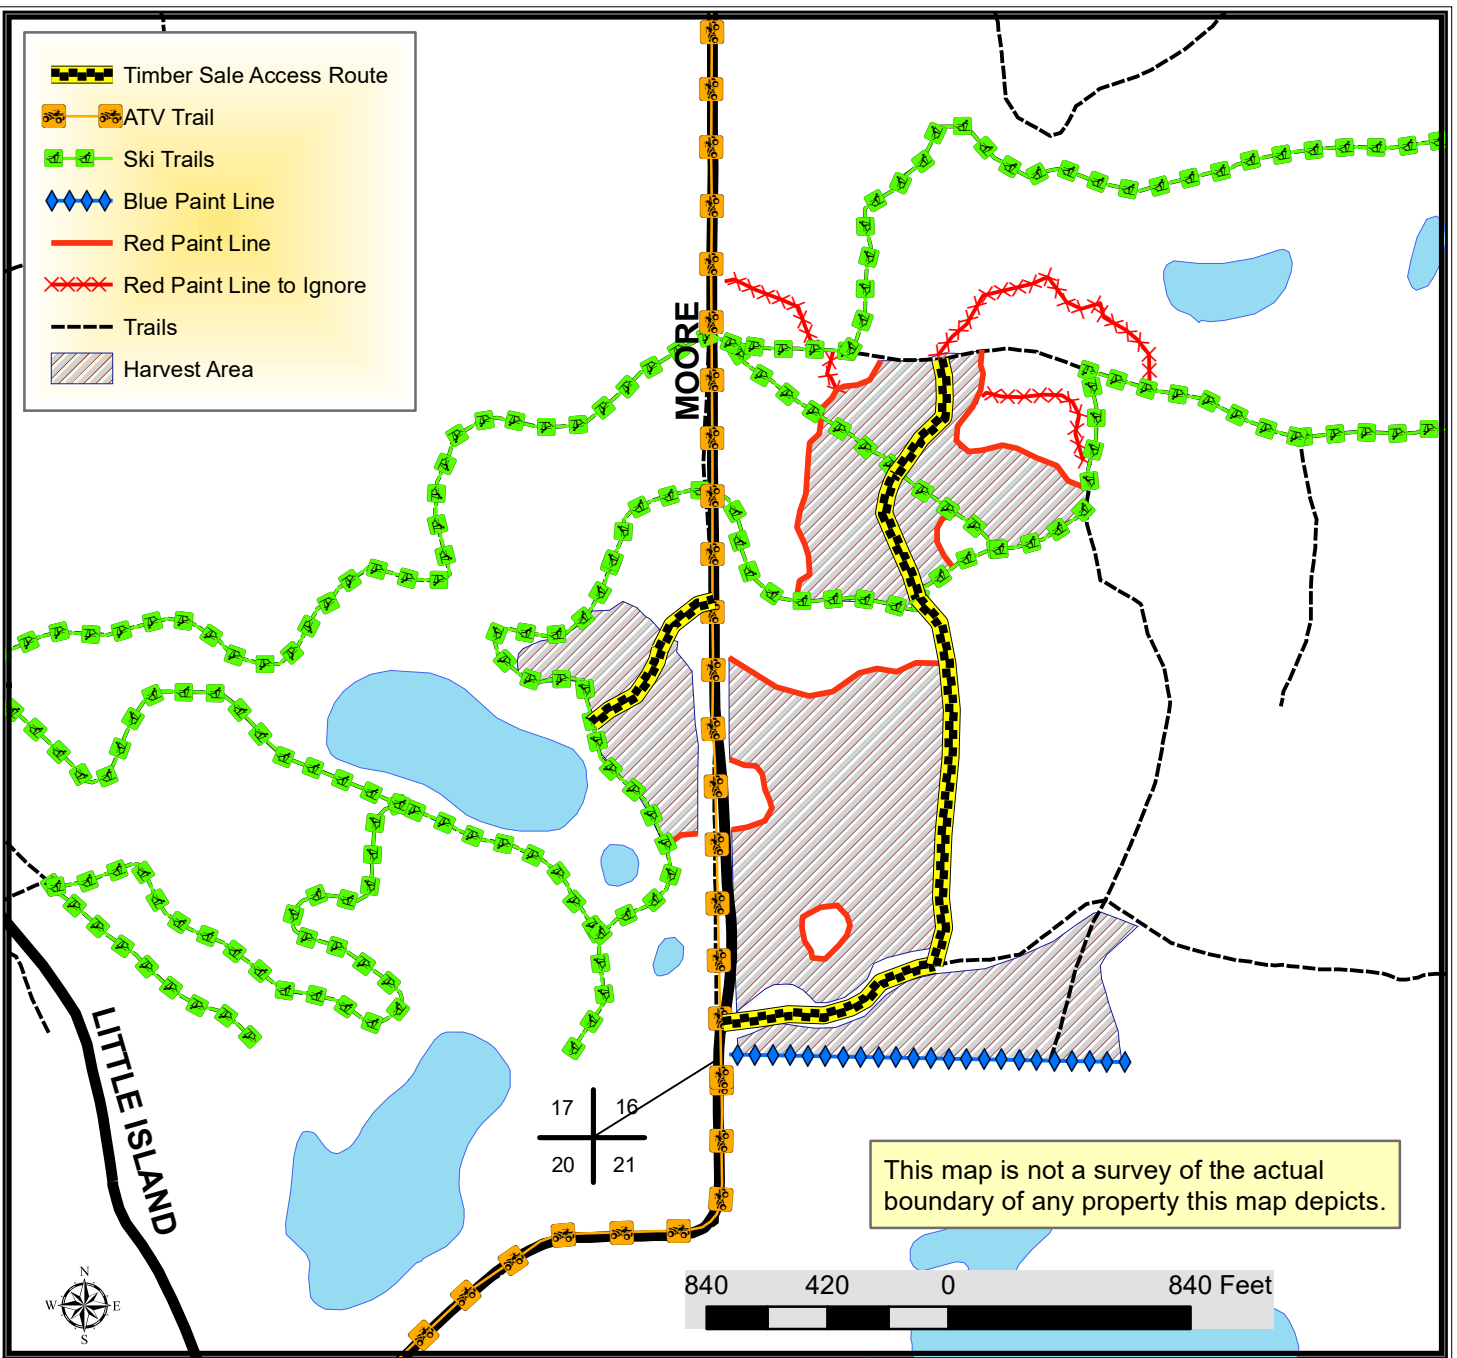 Timber Sale Access Route
ATV Trail
Ski Trails
Blue Paint Line
Red Paint Line
Red Paint Line to Ignore
Trails
Harvest Area
MOORE
LITTLE ISLAND
17 16
20 21
This map is not a survey of the actual
boundary of any property this map depicts.
N
W E
S
840 420 0 840 Feet